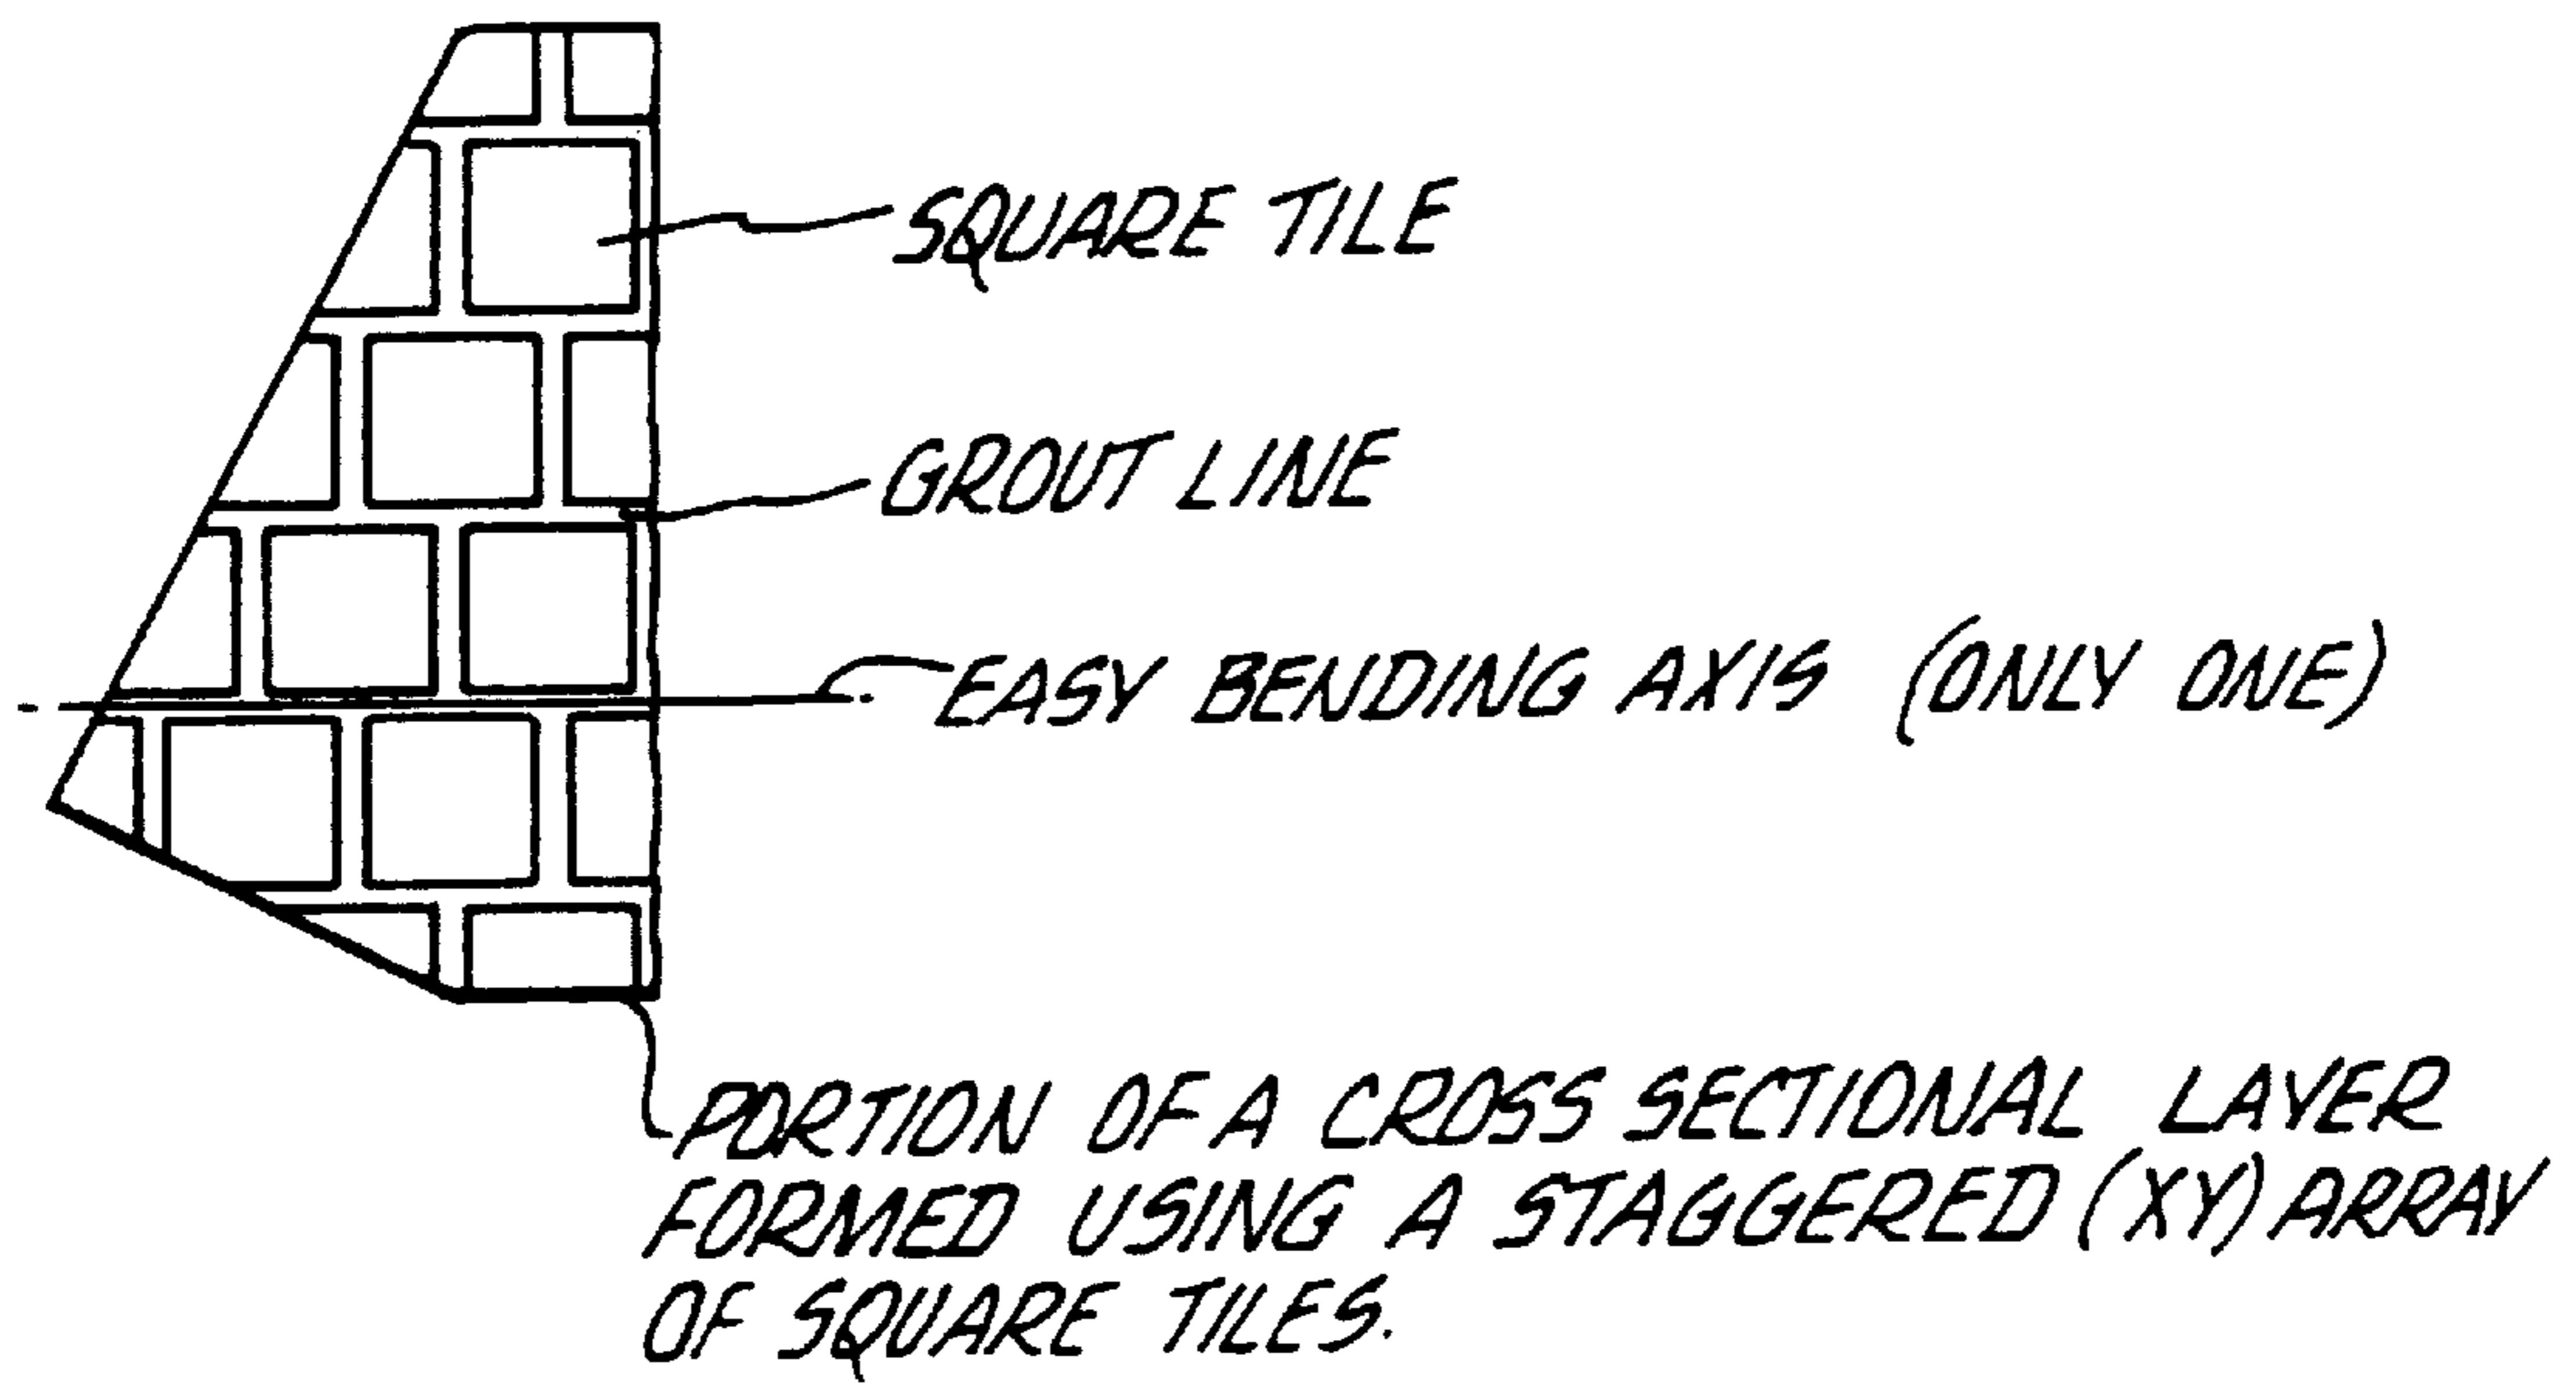 SQUARE TILE
GROUT LINE
EASY BENDING AXIS (ONLY ONE)
PORTION OF A CROSS SECTIONAL LAYER
FORMED USING A STAGGERED (XY) ARRAY
OF SQUARE TILES.